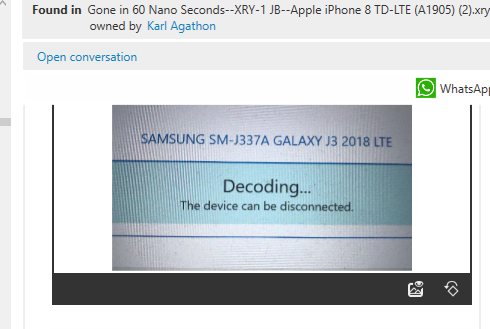 Found in Gone in 60 Nano Seconds--XRY-1 JB--Apple iPhone 8 TD-LTE (A1905) (2).xry
owned by Karl Agathon
Open conversation
SAMSUNG SM-J337A GALAXY J3 2018 LTE
Decoding...
The device can be disconnected.